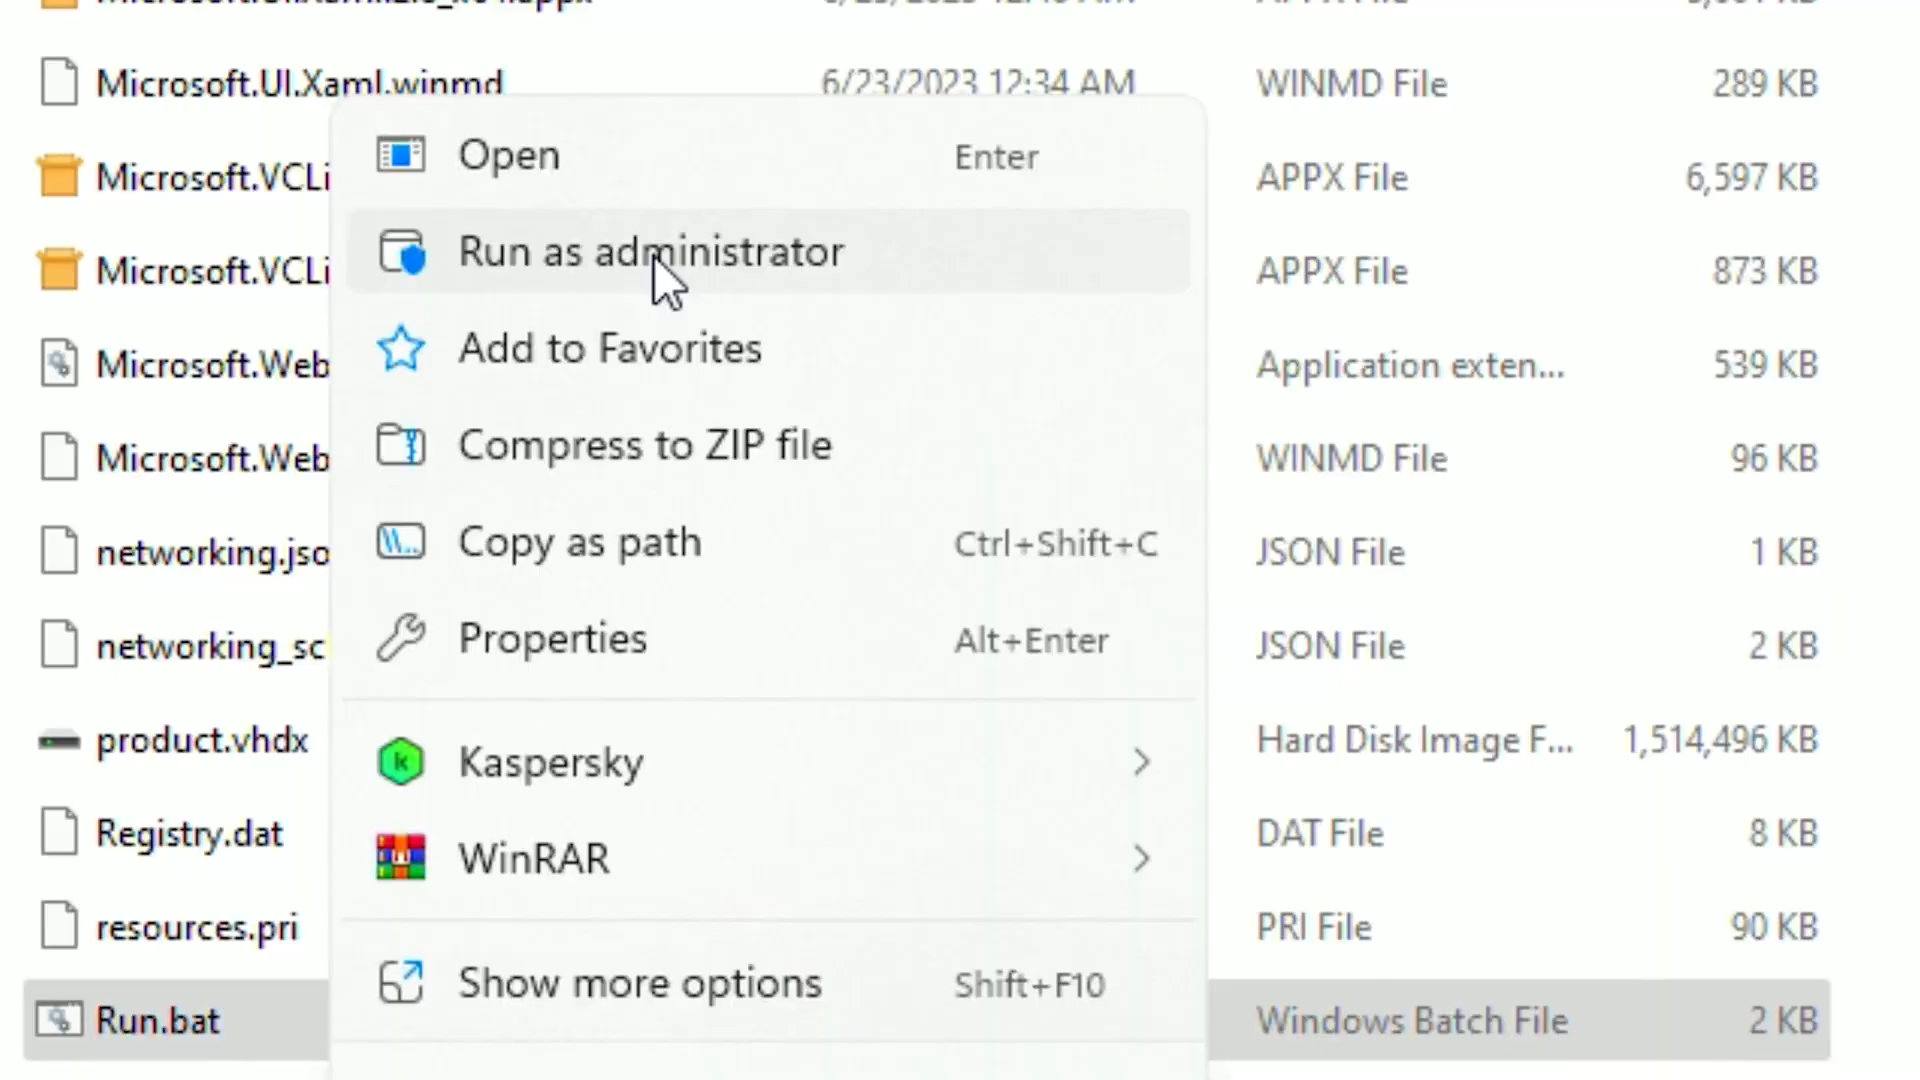 Microsoft.UI.Xaml.winmd 6/23/2023 12:34 AM WINMD File 289 KB
Microsoft.VCLi APPX File 6,597 KB
Microsoft.VCLi APPX File 873 KB
Microsoft.Web Application exten... 539 KB
Microsoft.Web WINMD File 96 KB
networking.jso JSON File 1 KB
networking_sc JSON File 2 KB
product.vhdx Hard Disk Image F... 1,514,496 KB
Registry.dat DAT File 8 KB
resources.pri PRI File 90 KB
Run.bat Windows Batch File 2 KB
Open Enter
Run as administrator
Add to Favorites
Compress to ZIP file
Copy as path Ctrl+Shift+C
Properties Alt+Enter
Kaspersky
WinRAR
Show more options Shift+F10